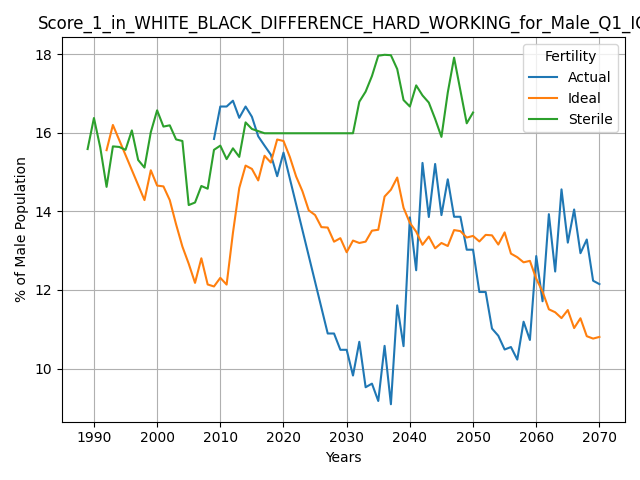 Score_1_in_WHITE_BLACK_DIFFERENCE_HARD_WORKING_for_Male_Q1_IQ
Fertility
Actual
Ideal
Sterile
% of Male Population
18
16
14
12
10
1990 2000 2010 2020 2030 2040 2050 2060 2070
Years